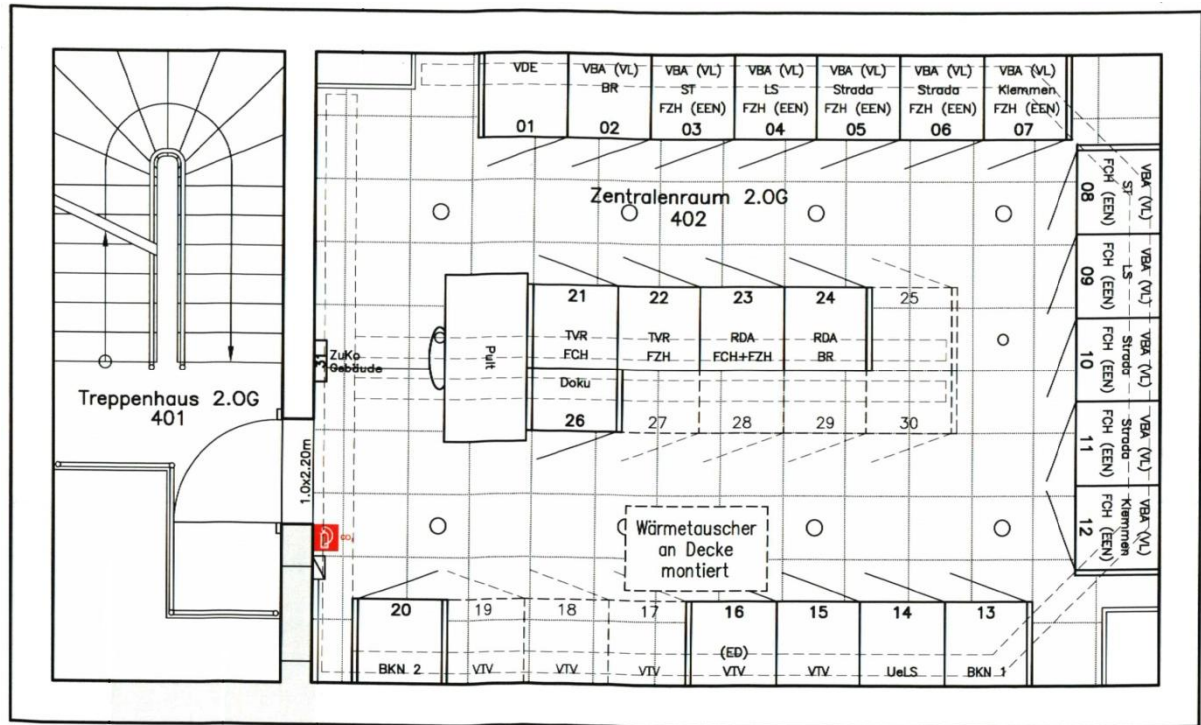 VDE
01
VBA (VL)
BR
02
VBA (VL)
ST
FZH (EEN)
03
VBA (VL)
LS
FZH (EEN)
04
VBA (VL)
Strada
FZH (EEN)
05
VBA (VL)
Strada
FZH (EEN)
06
VBA (VL)
Klemmen
FZH (EEN)
07
VBA (VL)
ST
FCH (EEN)
08
VBA (VL)
LS
FCH (EEN)
09
VBA (VL)
Strada
FCH (EEN)
10
VBA (VL)
Strada
FCH (EEN)
11
VBA (VL)
Klemmen
FCH (EEN)
12
Zentralenraum 2.OG
402
21
TVR
FCH
22
TVR
FZH
23
RDA
FCH+FZH
24
RDA
BR
25
Pult
Doku
26
27
28
29
30
31
ZuKo
Gebäude
Treppenhaus 2.OG
401
1.0x2.20m
Wärmetauscher
an Decke
montiert
20
BKN 2
19
VTV
18
VTV
17
VTV
16
(ED)
VTV
15
VTV
14
UeLS
13
BKN 1